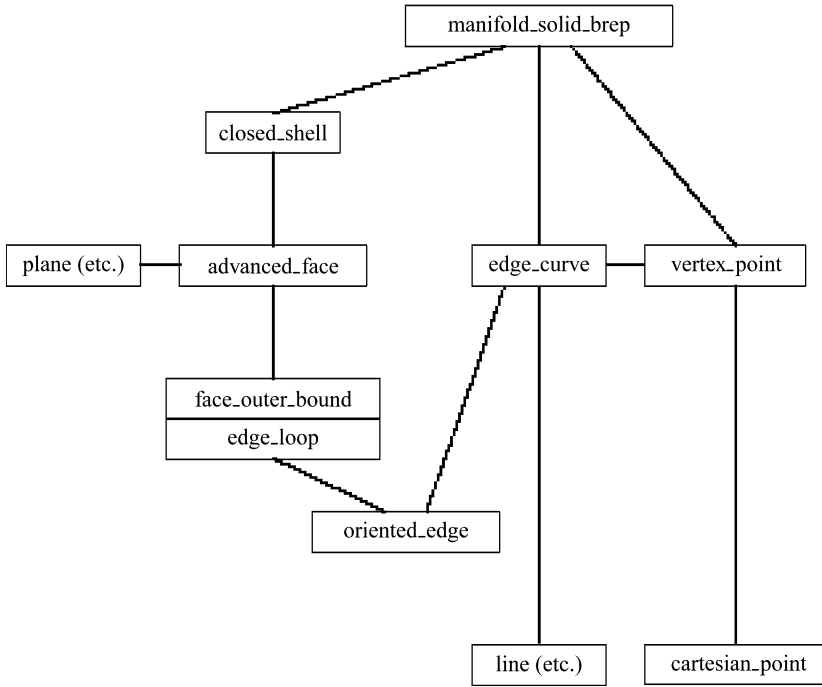 manifold_solid_brep
closed_shell
plane (etc.)
advanced_face
edge_curve
vertex_point
face_outer_bound
edge_loop
oriented_edge
line (etc.)
cartesian_point